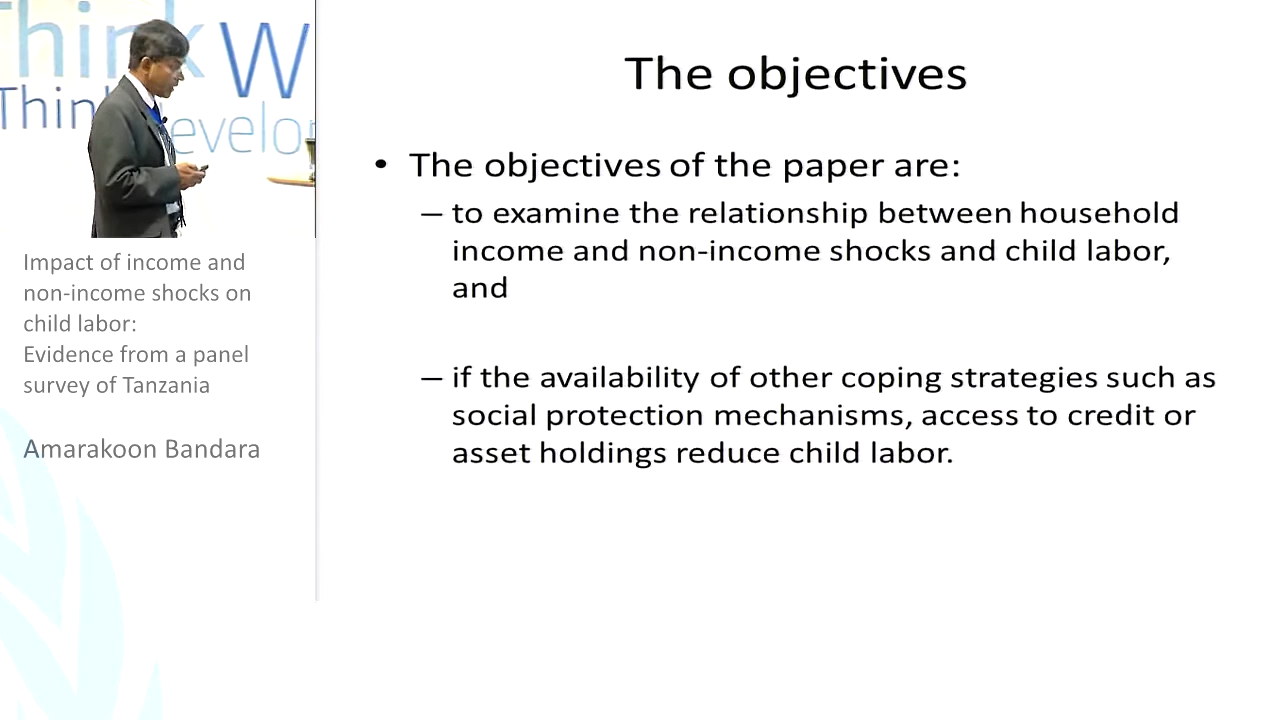 Think W
Thin
evelo
Impact of income and
non-income shocks on
child labor:
Evidence from a panel
survey of Tanzania
Amarakoon Bandara
The objectives
• The objectives of the paper are:
– to examine the relationship between household
income and non-income shocks and child labor,
and
– if the availability of other coping strategies such as
social protection mechanisms, access to credit or
asset holdings reduce child labor.